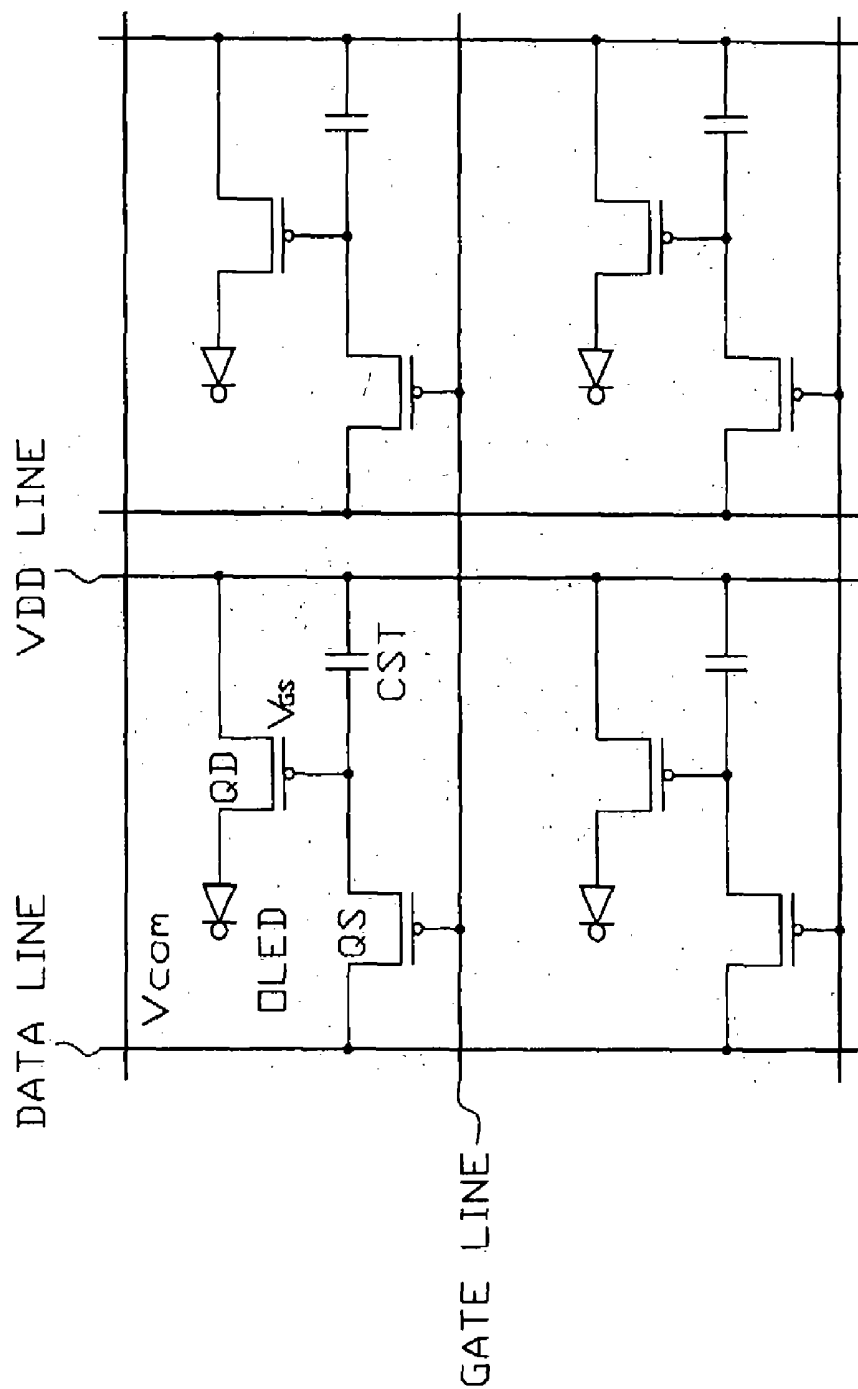 DATA LINE
VDD LINE
Vcom
OLED
QD
VGS
QS
CST
GATE LINE